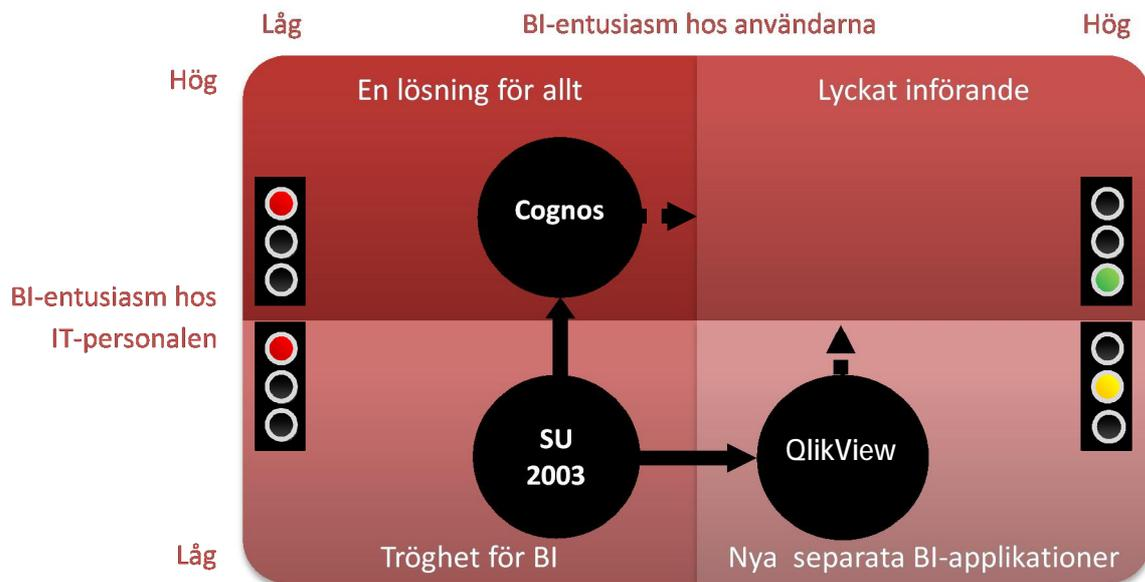 Låg
BI-entusiasm hos användarna
Hög
Hög
En lösning för allt
Lyckat införande
Cognos
BI-entusiasm hos
IT-personalen
SU
2003
QlikView
Låg
Tröghet för BI
Nya separata BI-applikationer